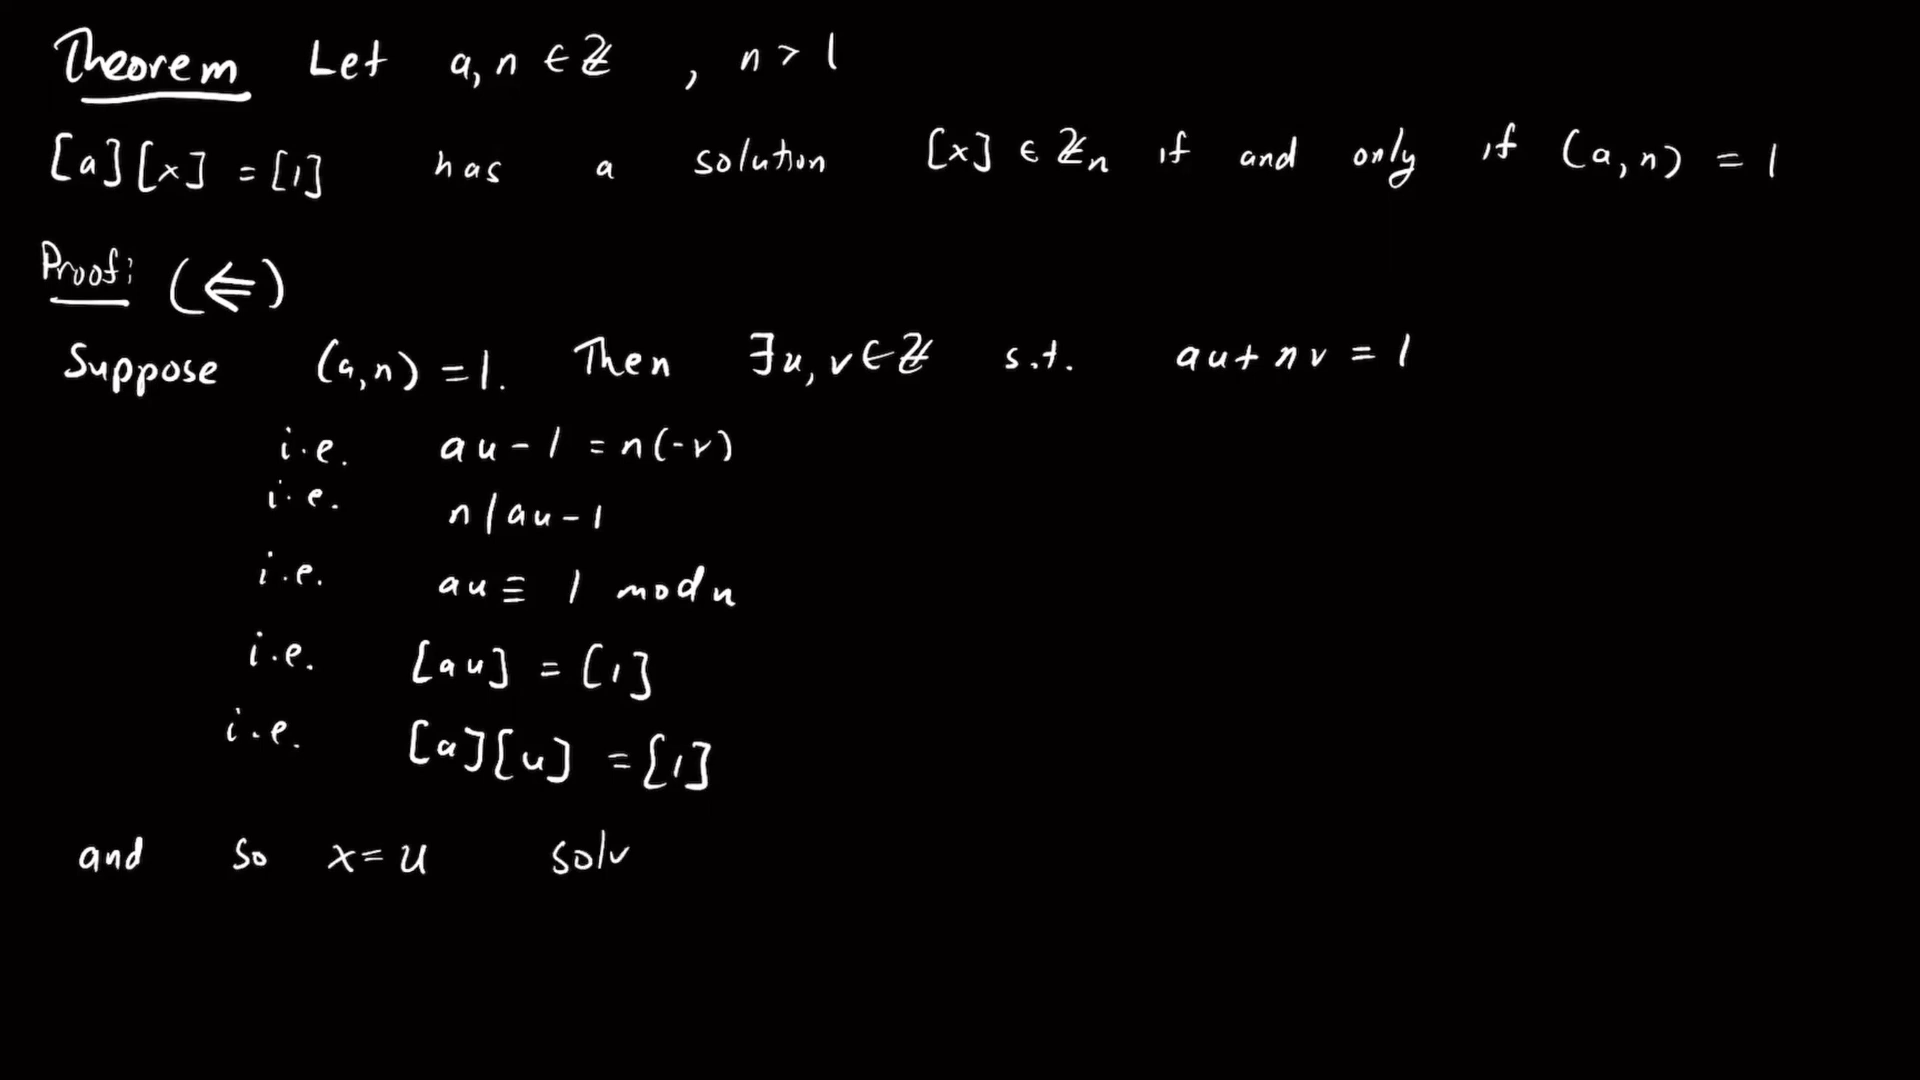 Theorem Let a, n ∈ ℤ , n > 1
[a][x] = [1] has a solution [x] ∈ ℤn if and only if (a, n) = 1
Proof: (⇐)
Suppose (a, n) = 1. Then ∃u, v ∈ ℤ s.t. au + nv = 1
i.e. au - 1 = n(-v)
i.e. n | au - 1
i.e. au ≡ 1 mod n
i.e. [au] = [1]
i.e. [a][u] = [1]
and so x = u solv